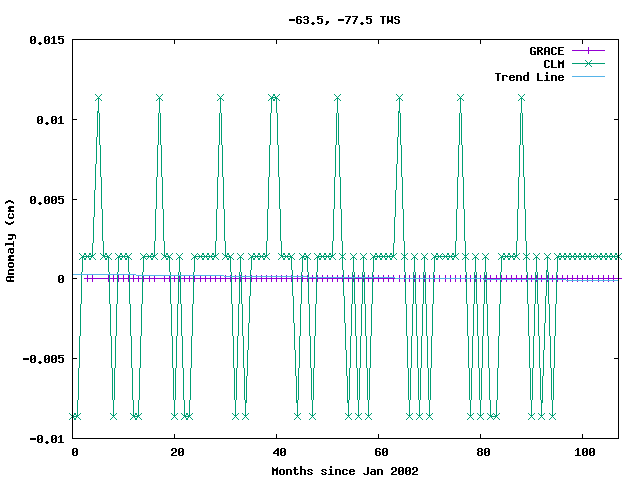 -63.5, -77.5 TWS
GRACE
CLM
Trend Line
0.015
0.01
0.005
0
-0.005
-0.01
Anomaly (cm)
0 20 40 60 80 100
Months since Jan 2002